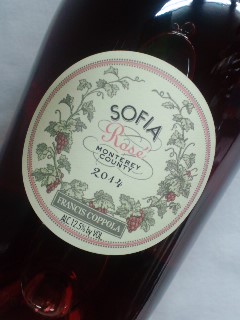 SOFIA
Rosé
MONTEREY
COUNTY
2014
FRANCIS COPPOLA
ALC 12.5% by VOL.